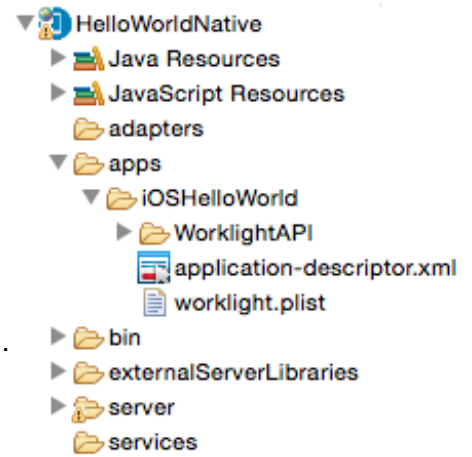 HelloWorldNative
Java Resources
JavaScript Resources
adapters
apps
iOSHelloWorld
WorklightAPI
application-descriptor.xml
worklight.plist
.
bin
externalServerLibraries
server
services